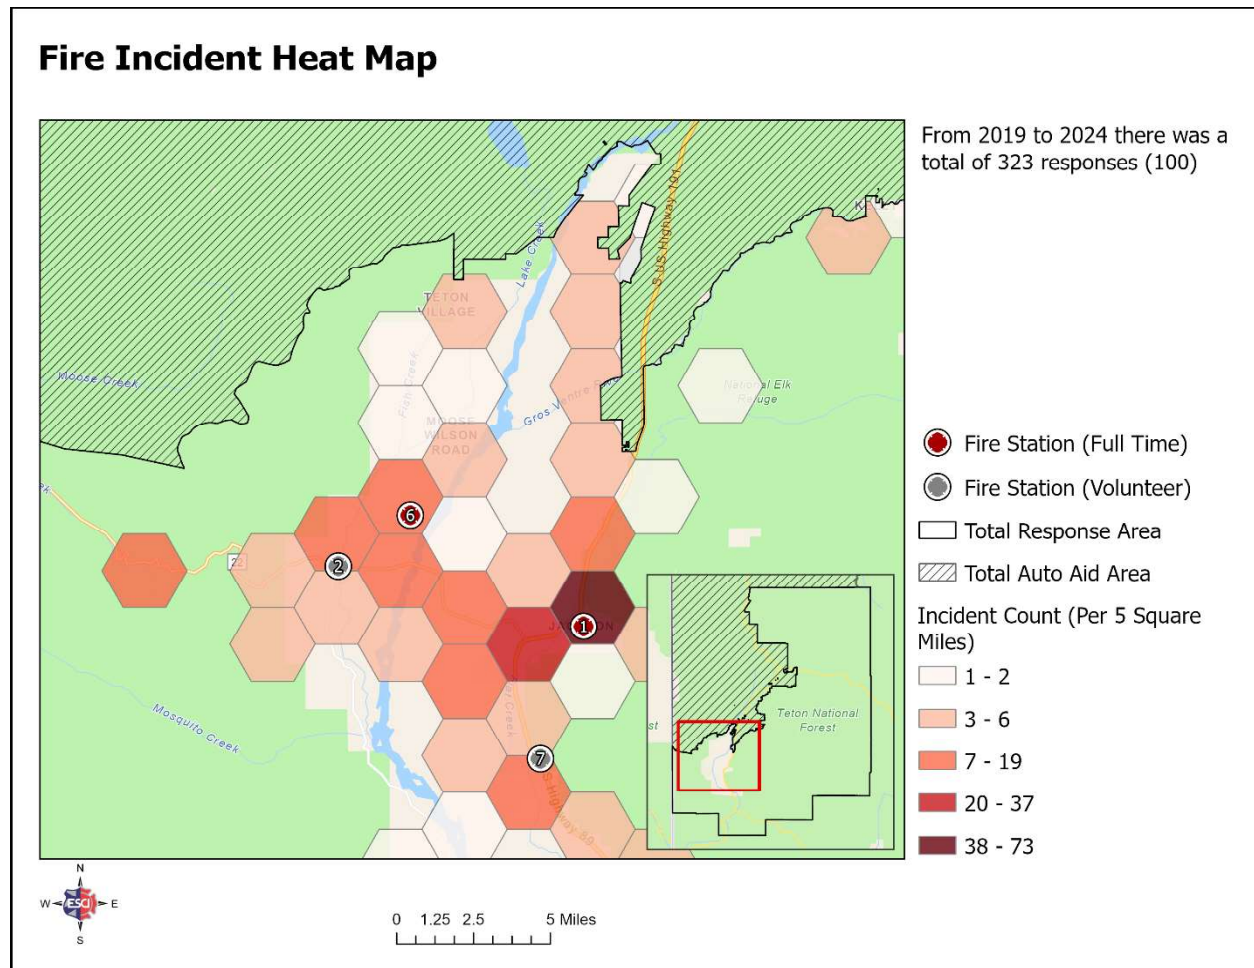 Fire Incident Heat Map
From 2019 to 2024 there was a
total of 323 responses (100)
S US Highway 191
K
Lake Creek
TETON
VILLAGE
Moose Creek
Fish Creek
National Elk
Refuge
Gros Ventre
MOOSE
WILSON
ROAD
6
22
2
JACKSON
1
Mosquito Creek
7
S Highway 89
st
Teton National
Forest
Fire Station (Full Time)
Fire Station (Volunteer)
Total Response Area
Total Auto Aid Area
Incident Count (Per 5 Square
Miles)
1 - 2
3 - 6
7 - 19
20 - 37
38 - 73
N
W
E
S
ESCI
0 1.25 2.5 5 Miles